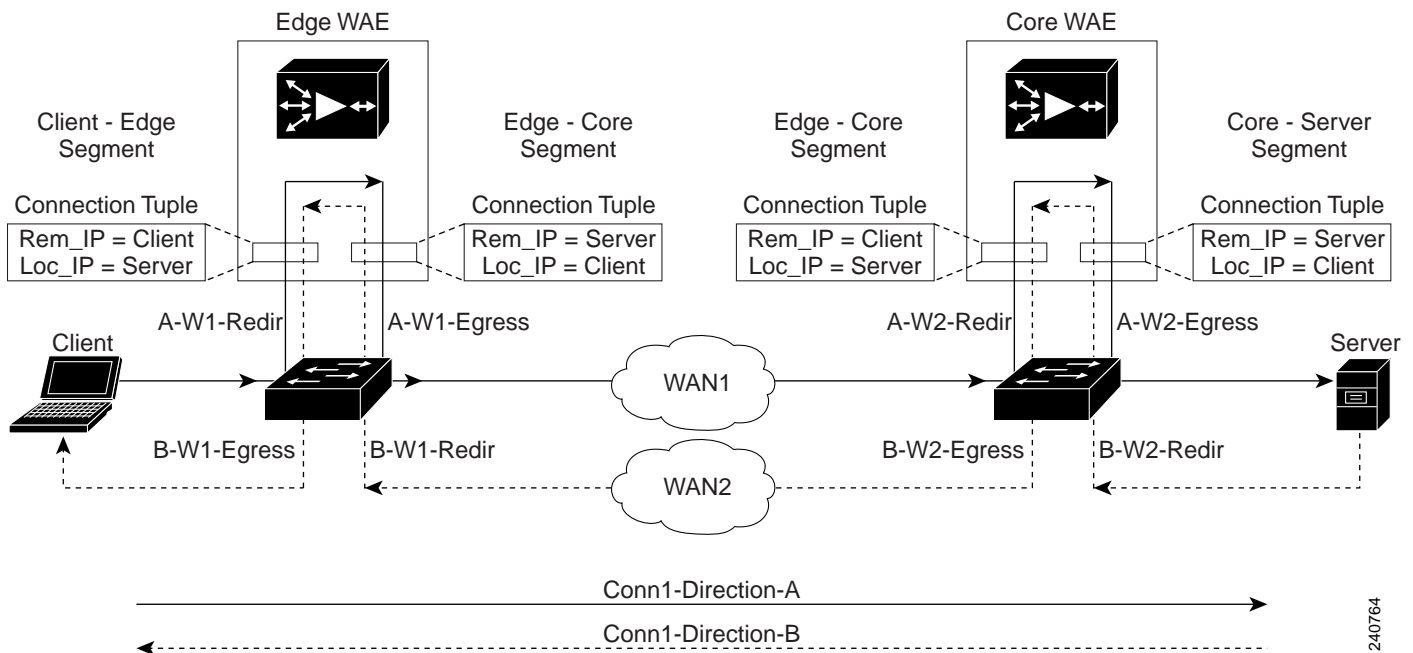 Edge WAE
Core WAE
Client - Edge
Segment
Edge - Core
Segment
Edge - Core
Segment
Core - Server
Segment
Connection Tuple
Rem_IP = Client
Loc_IP = Server
Connection Tuple
Rem_IP = Server
Loc_IP = Client
Connection Tuple
Rem_IP = Client
Loc_IP = Server
Connection Tuple
Rem_IP = Server
Loc_IP = Client
A-W1-Redir
A-W1-Egress
A-W2-Redir
A-W2-Egress
Client
Server
WAN1
B-W1-Egress
B-W1-Redir
B-W2-Egress
B-W2-Redir
WAN2
Conn1-Direction-A
Conn1-Direction-B
240764